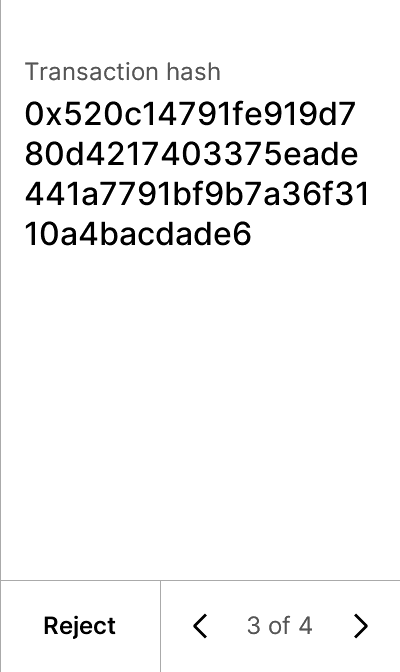 Transaction hash
0x520c14791fe919d7
80d4217403375eade
441a7791bf9b7a36f31
10a4bacdade6
Reject
3 of 4